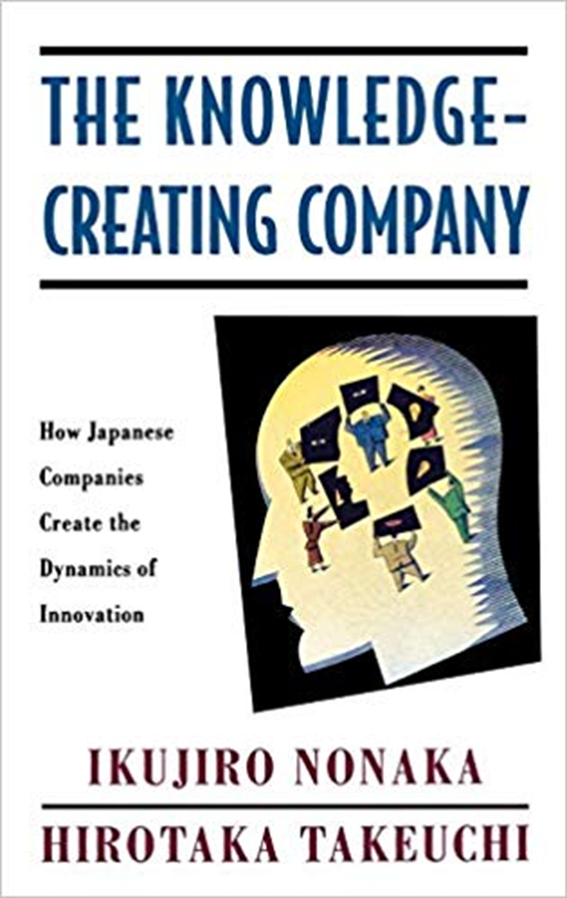 THE KNOWLEDGE-
CREATING COMPANY
How Japanese
Companies
Create the
Dynamics of
Innovation
IKUJIRO NONAKA
HIROTAKA TAKEUCHI